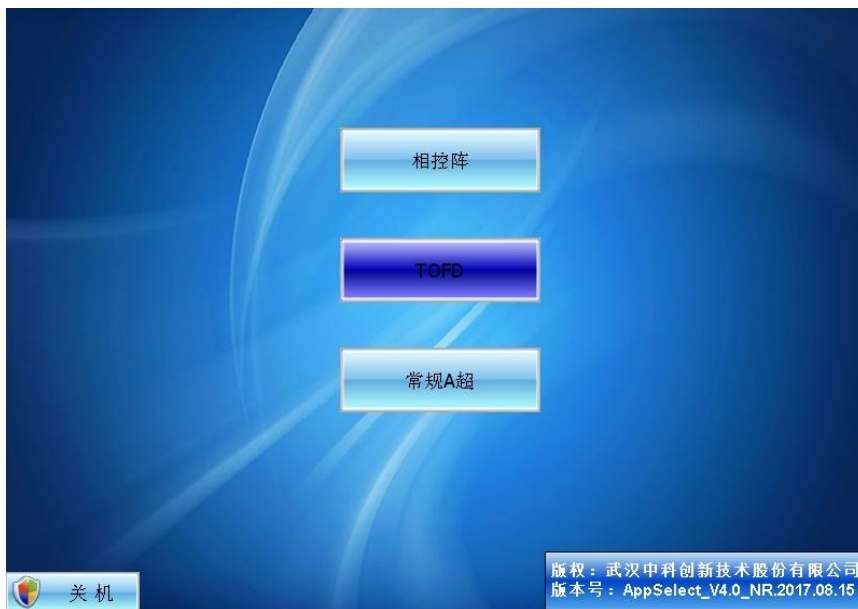 相控阵
TOFD
常规A超
关机
版权：武汉中科创新技术股份有限公司
版本号：AppSelect_V4.0_NR.2017.08.15